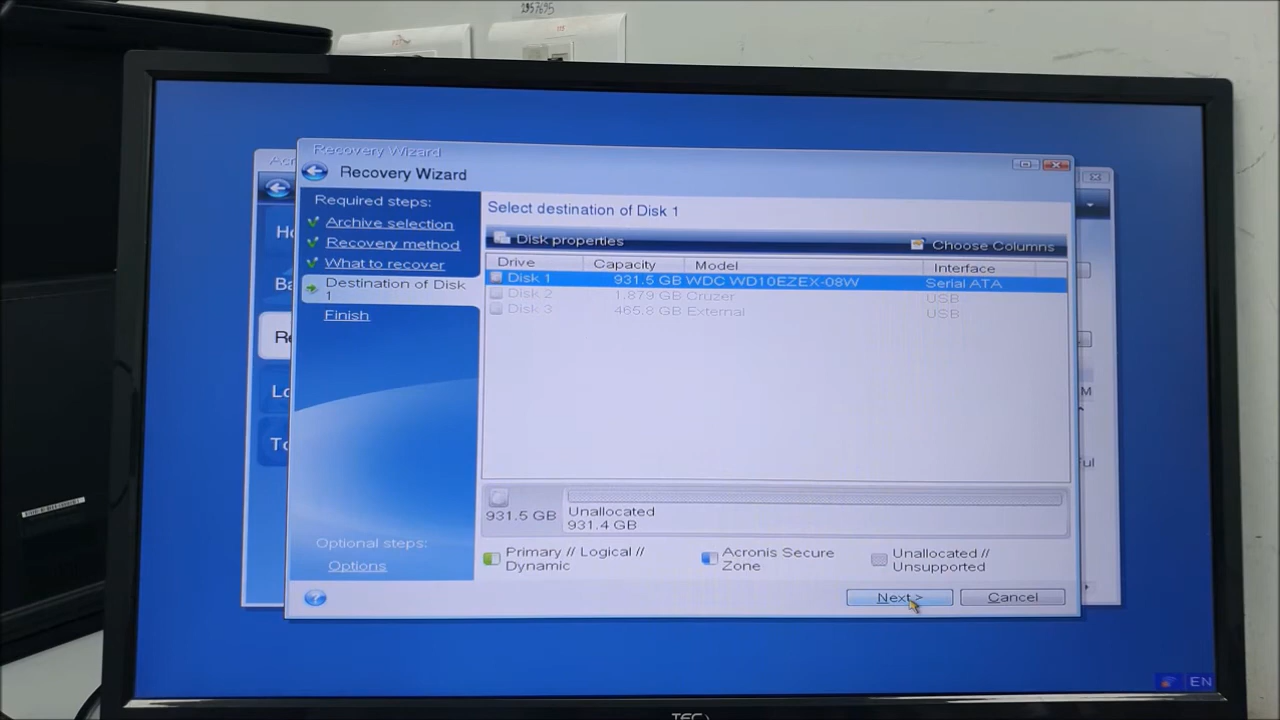 2957695
Recovery Wizard
Recovery Wizard
Required steps:
Archive selection
Recovery method
What to recover
Destination of Disk
1
Finish
Select destination of Disk 1
Disk properties
Choose Columns
Drive Capacity Model Interface
Disk 1 931.5 GB WDC WD10EZEX-08W Serial ATA
Disk 2 1.879 GB Cruzer USB
Disk 3 465.8 GB External USB
931.5 GB
Unallocated
931.4 GB
Primary // Logical //
Dynamic
Acronis Secure
Zone
Unallocated //
Unsupported
Optional steps:
Options
Next >
Cancel
EN